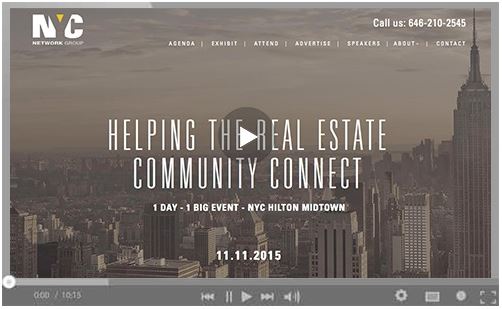 NYC
NETWORK GROUP
Call us: 646-210-2545
AGENDA | EXHIBIT | ATTEND | ADVERTISE | SPEAKERS | ABOUT- | CONTACT
HELPING THE REAL ESTATE
COMMUNITY CONNECT
1 DAY - 1 BIG EVENT - NYC HILTON MIDTOWN
11.11.2015
0:00 / 10:15